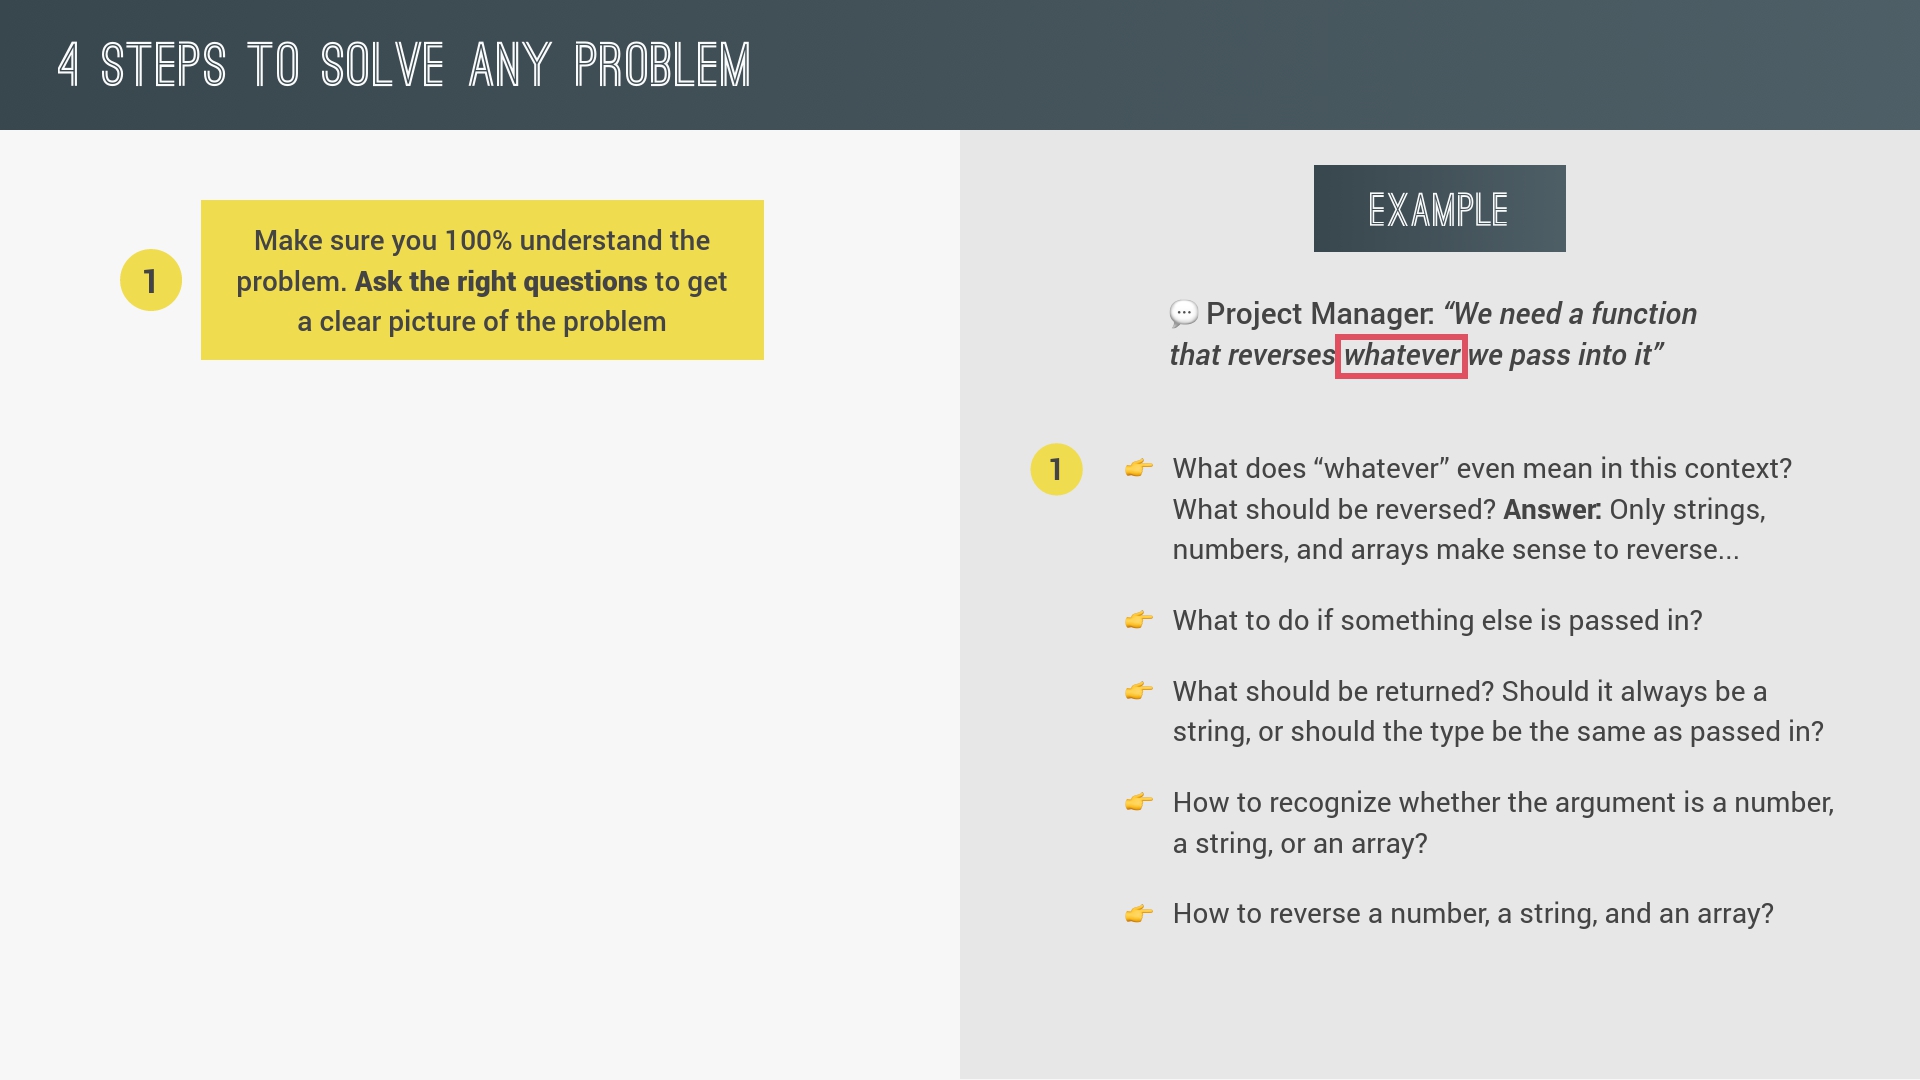 4 STEPS TO SOLVE ANY PROBLEM
1
Make sure you 100% understand the
problem. Ask the right questions to get
a clear picture of the problem
EXAMPLE
💬 Project Manager: “We need a function
that reverses whatever we pass into it”
1
👉 What does “whatever” even mean in this context?
What should be reversed? Answer: Only strings,
numbers, and arrays make sense to reverse...
👉 What to do if something else is passed in?
👉 What should be returned? Should it always be a
string, or should the type be the same as passed in?
👉 How to recognize whether the argument is a number,
a string, or an array?
👉 How to reverse a number, a string, and an array?